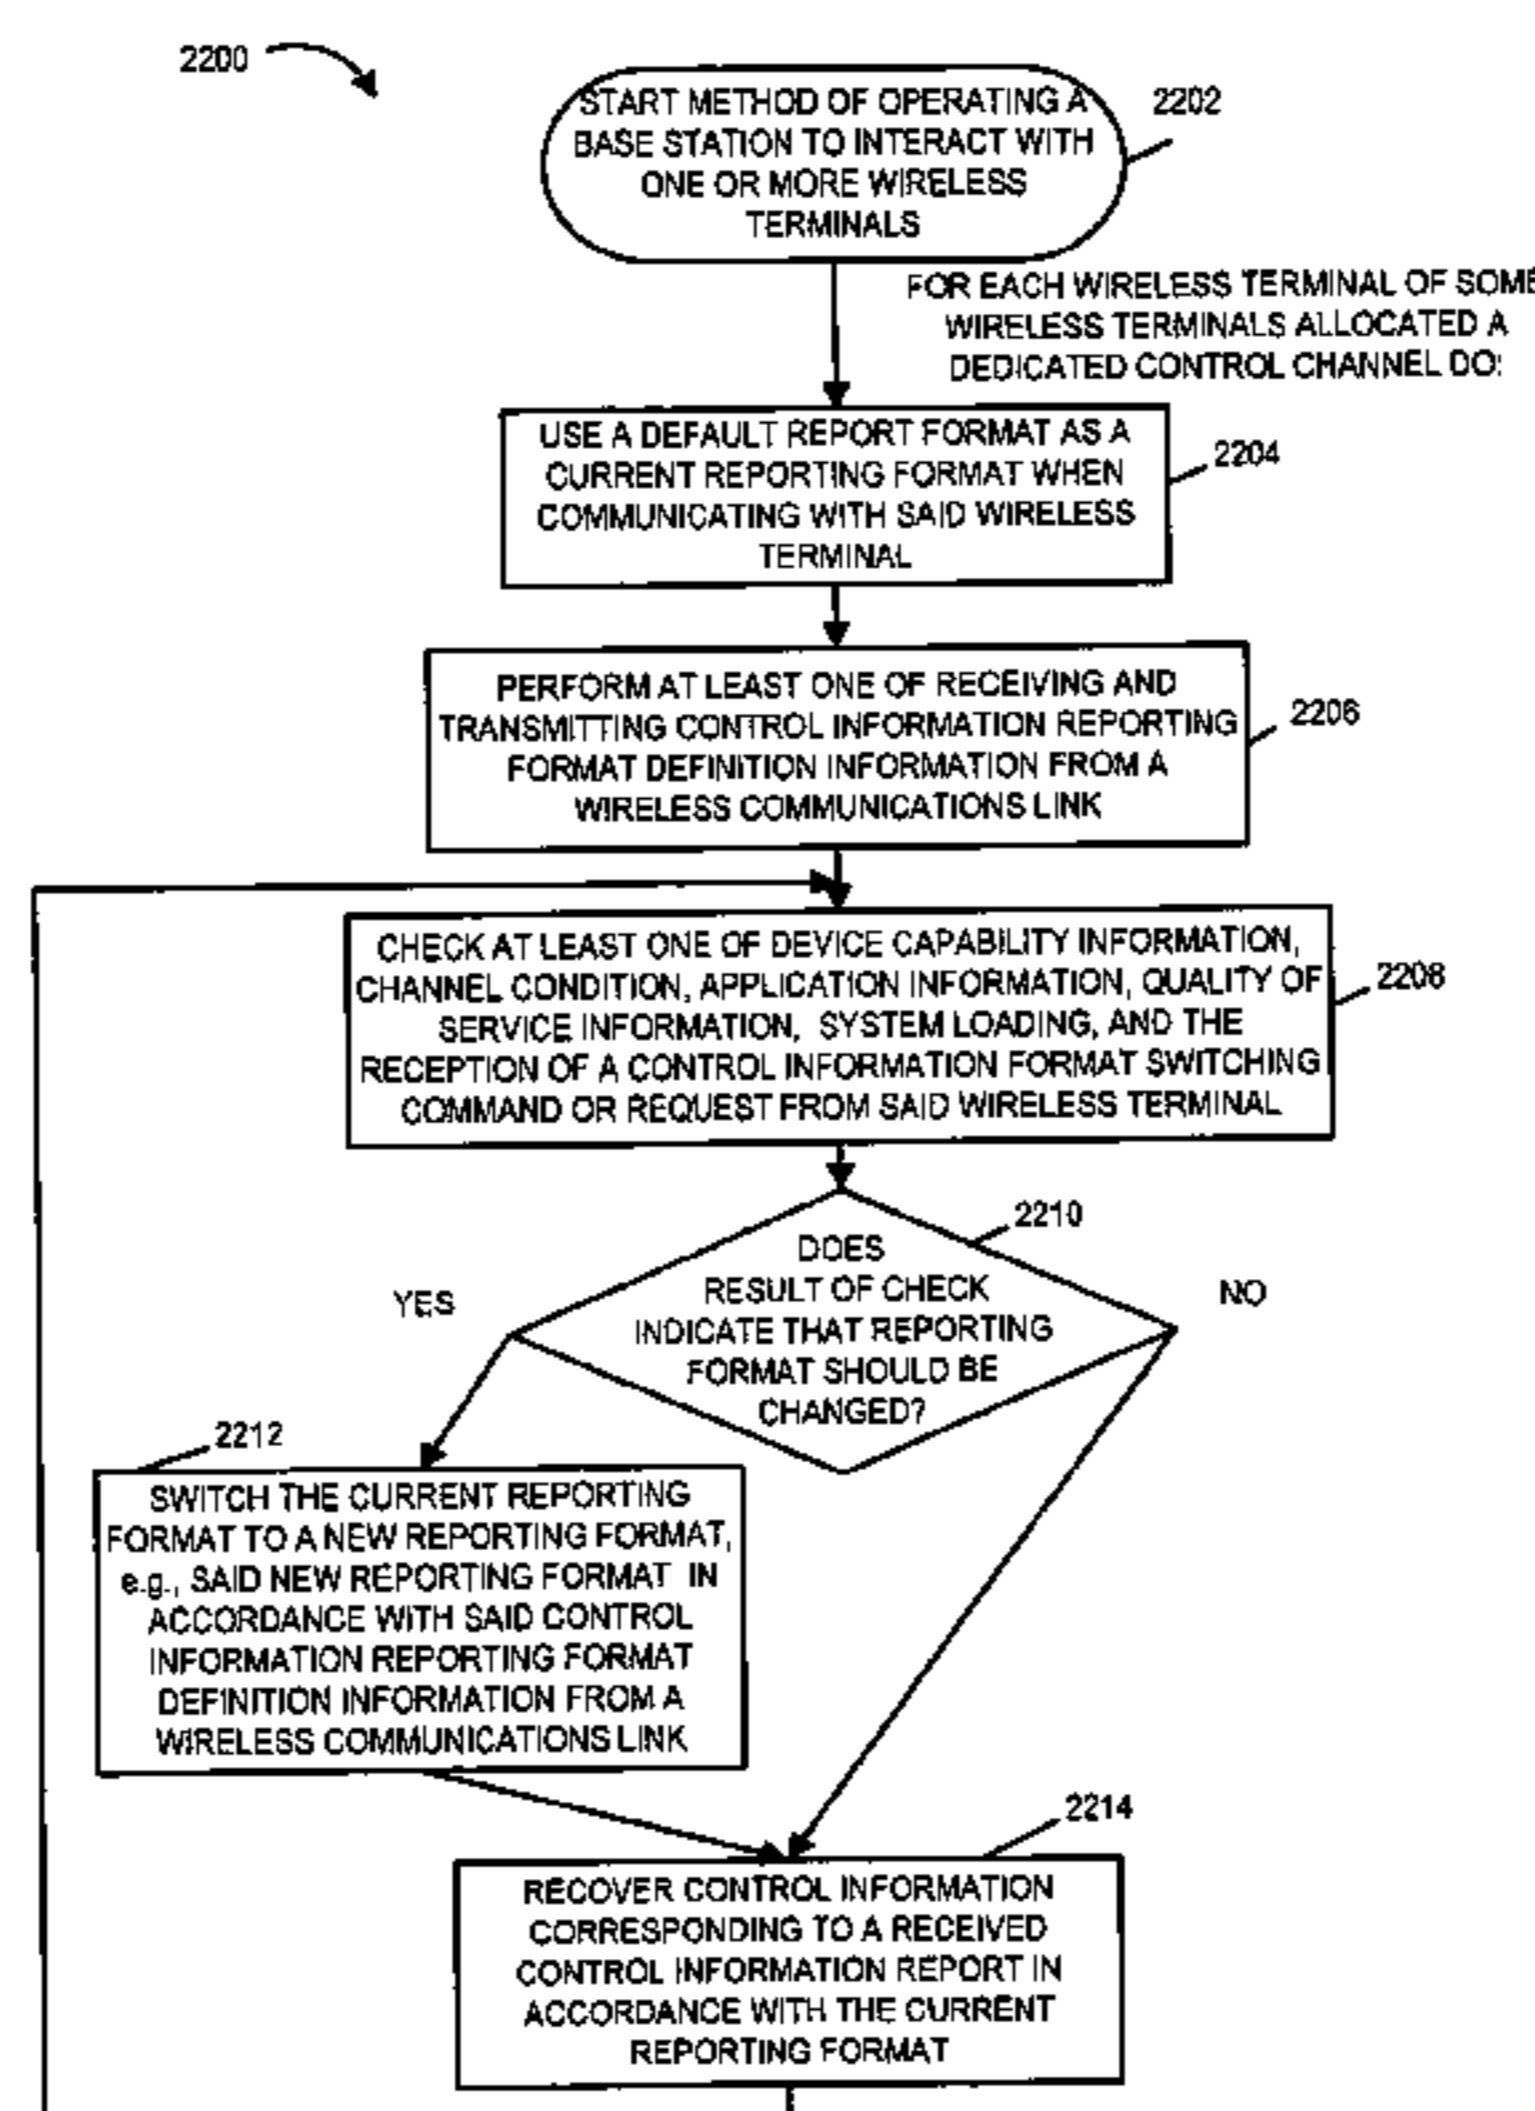 2200
START METHOD OF OPERATING A
BASE STATION TO INTERACT WITH
ONE OR MORE WIRELESS
TERMINALS
2202
FOR EACH WIRELESS TERMINAL OF SOME
WIRELESS TERMINALS ALLOCATED A
DEDICATED CONTROL CHANNEL DO:
USE A DEFAULT REPORT FORMAT AS A
CURRENT REPORTING FORMAT WHEN
COMMUNICATING WITH SAID WIRELESS
TERMINAL
2204
PERFORM AT LEAST ONE OF RECEIVING AND
TRANSMITTING CONTROL INFORMATION REPORTING
FORMAT DEFINITION INFORMATION FROM A
WIRELESS COMMUNICATIONS LINK
2206
CHECK AT LEAST ONE OF DEVICE CAPABILITY INFORMATION,
CHANNEL CONDITION, APPLICATION INFORMATION, QUALITY OF
SERVICE INFORMATION, SYSTEM LOADING, AND THE
RECEPTION OF A CONTROL INFORMATION FORMAT SWITCHING
COMMAND OR REQUEST FROM SAID WIRELESS TERMINAL
2208
2210
DOES
RESULT OF CHECK
INDICATE THAT REPORTING
FORMAT SHOULD BE
CHANGED?
YES
NO
2212
SWITCH THE CURRENT REPORTING
FORMAT TO A NEW REPORTING FORMAT,
e.g., SAID NEW REPORTING FORMAT IN
ACCORDANCE WITH SAID CONTROL
INFORMATION REPORTING FORMAT
DEFINITION INFORMATION FROM A
WIRELESS COMMUNICATIONS LINK
2214
RECOVER CONTROL INFORMATION
CORRESPONDING TO A RECEIVED
CONTROL INFORMATION REPORT IN
ACCORDANCE WITH THE CURRENT
REPORTING FORMAT